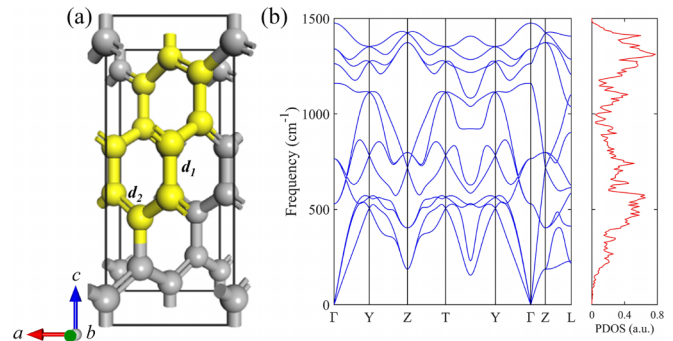 (a)
d1
d2
c
a
b
(b)
1500
1000
500
0
Frequency (cm-1)
Γ Y Z T Y Γ Z L
0 0.4 0.8
PDOS (a.u.)